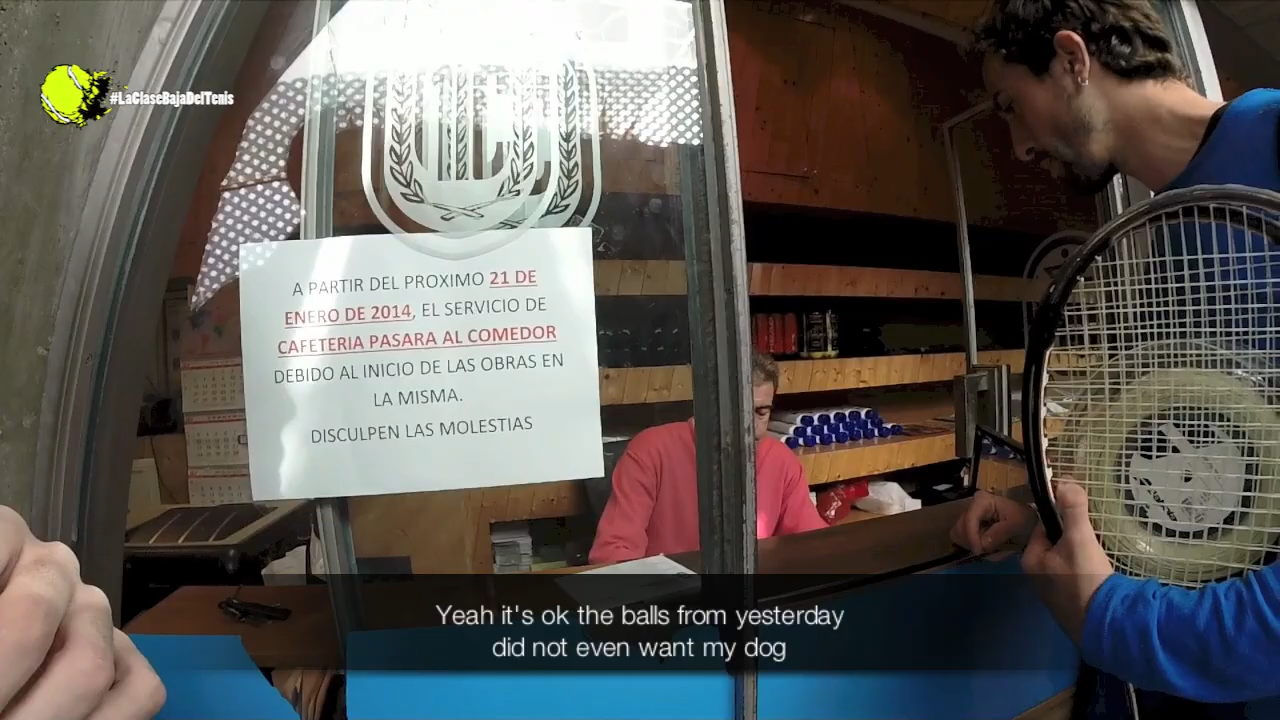 #LaClaseBajaDelTenis
A PARTIR DEL PROXIMO 21 DE
ENERO DE 2014, EL SERVICIO DE
CAFETERIA PASARA AL COMEDOR
DEBIDO AL INICIO DE LAS OBRAS EN
LA MISMA.
DISCULPEN LAS MOLESTIAS
Yeah it's ok the balls from yesterday
did not even want my dog